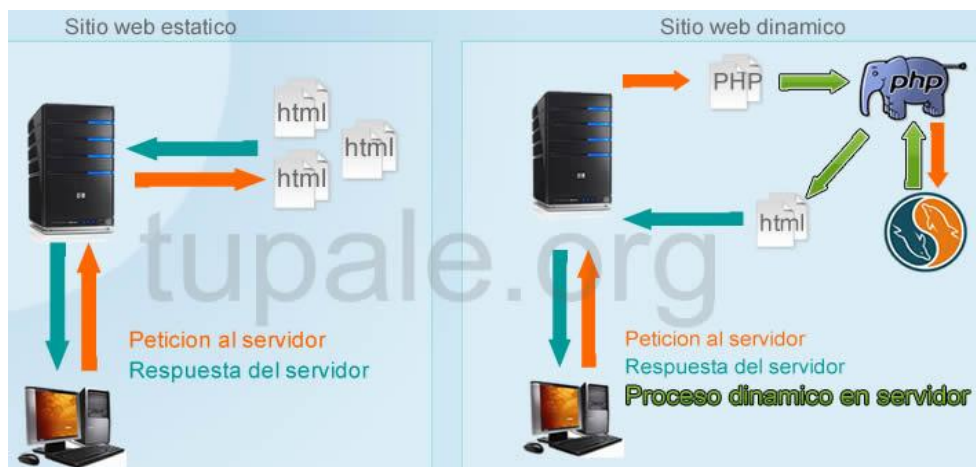 Sitio web estatico
html
html
html
Peticion al servidor
Respuesta del servidor
Sitio web dinamico
PHP
php
html
Peticion al servidor
Respuesta del servidor
Proceso dinamico en servidor
tupale.org